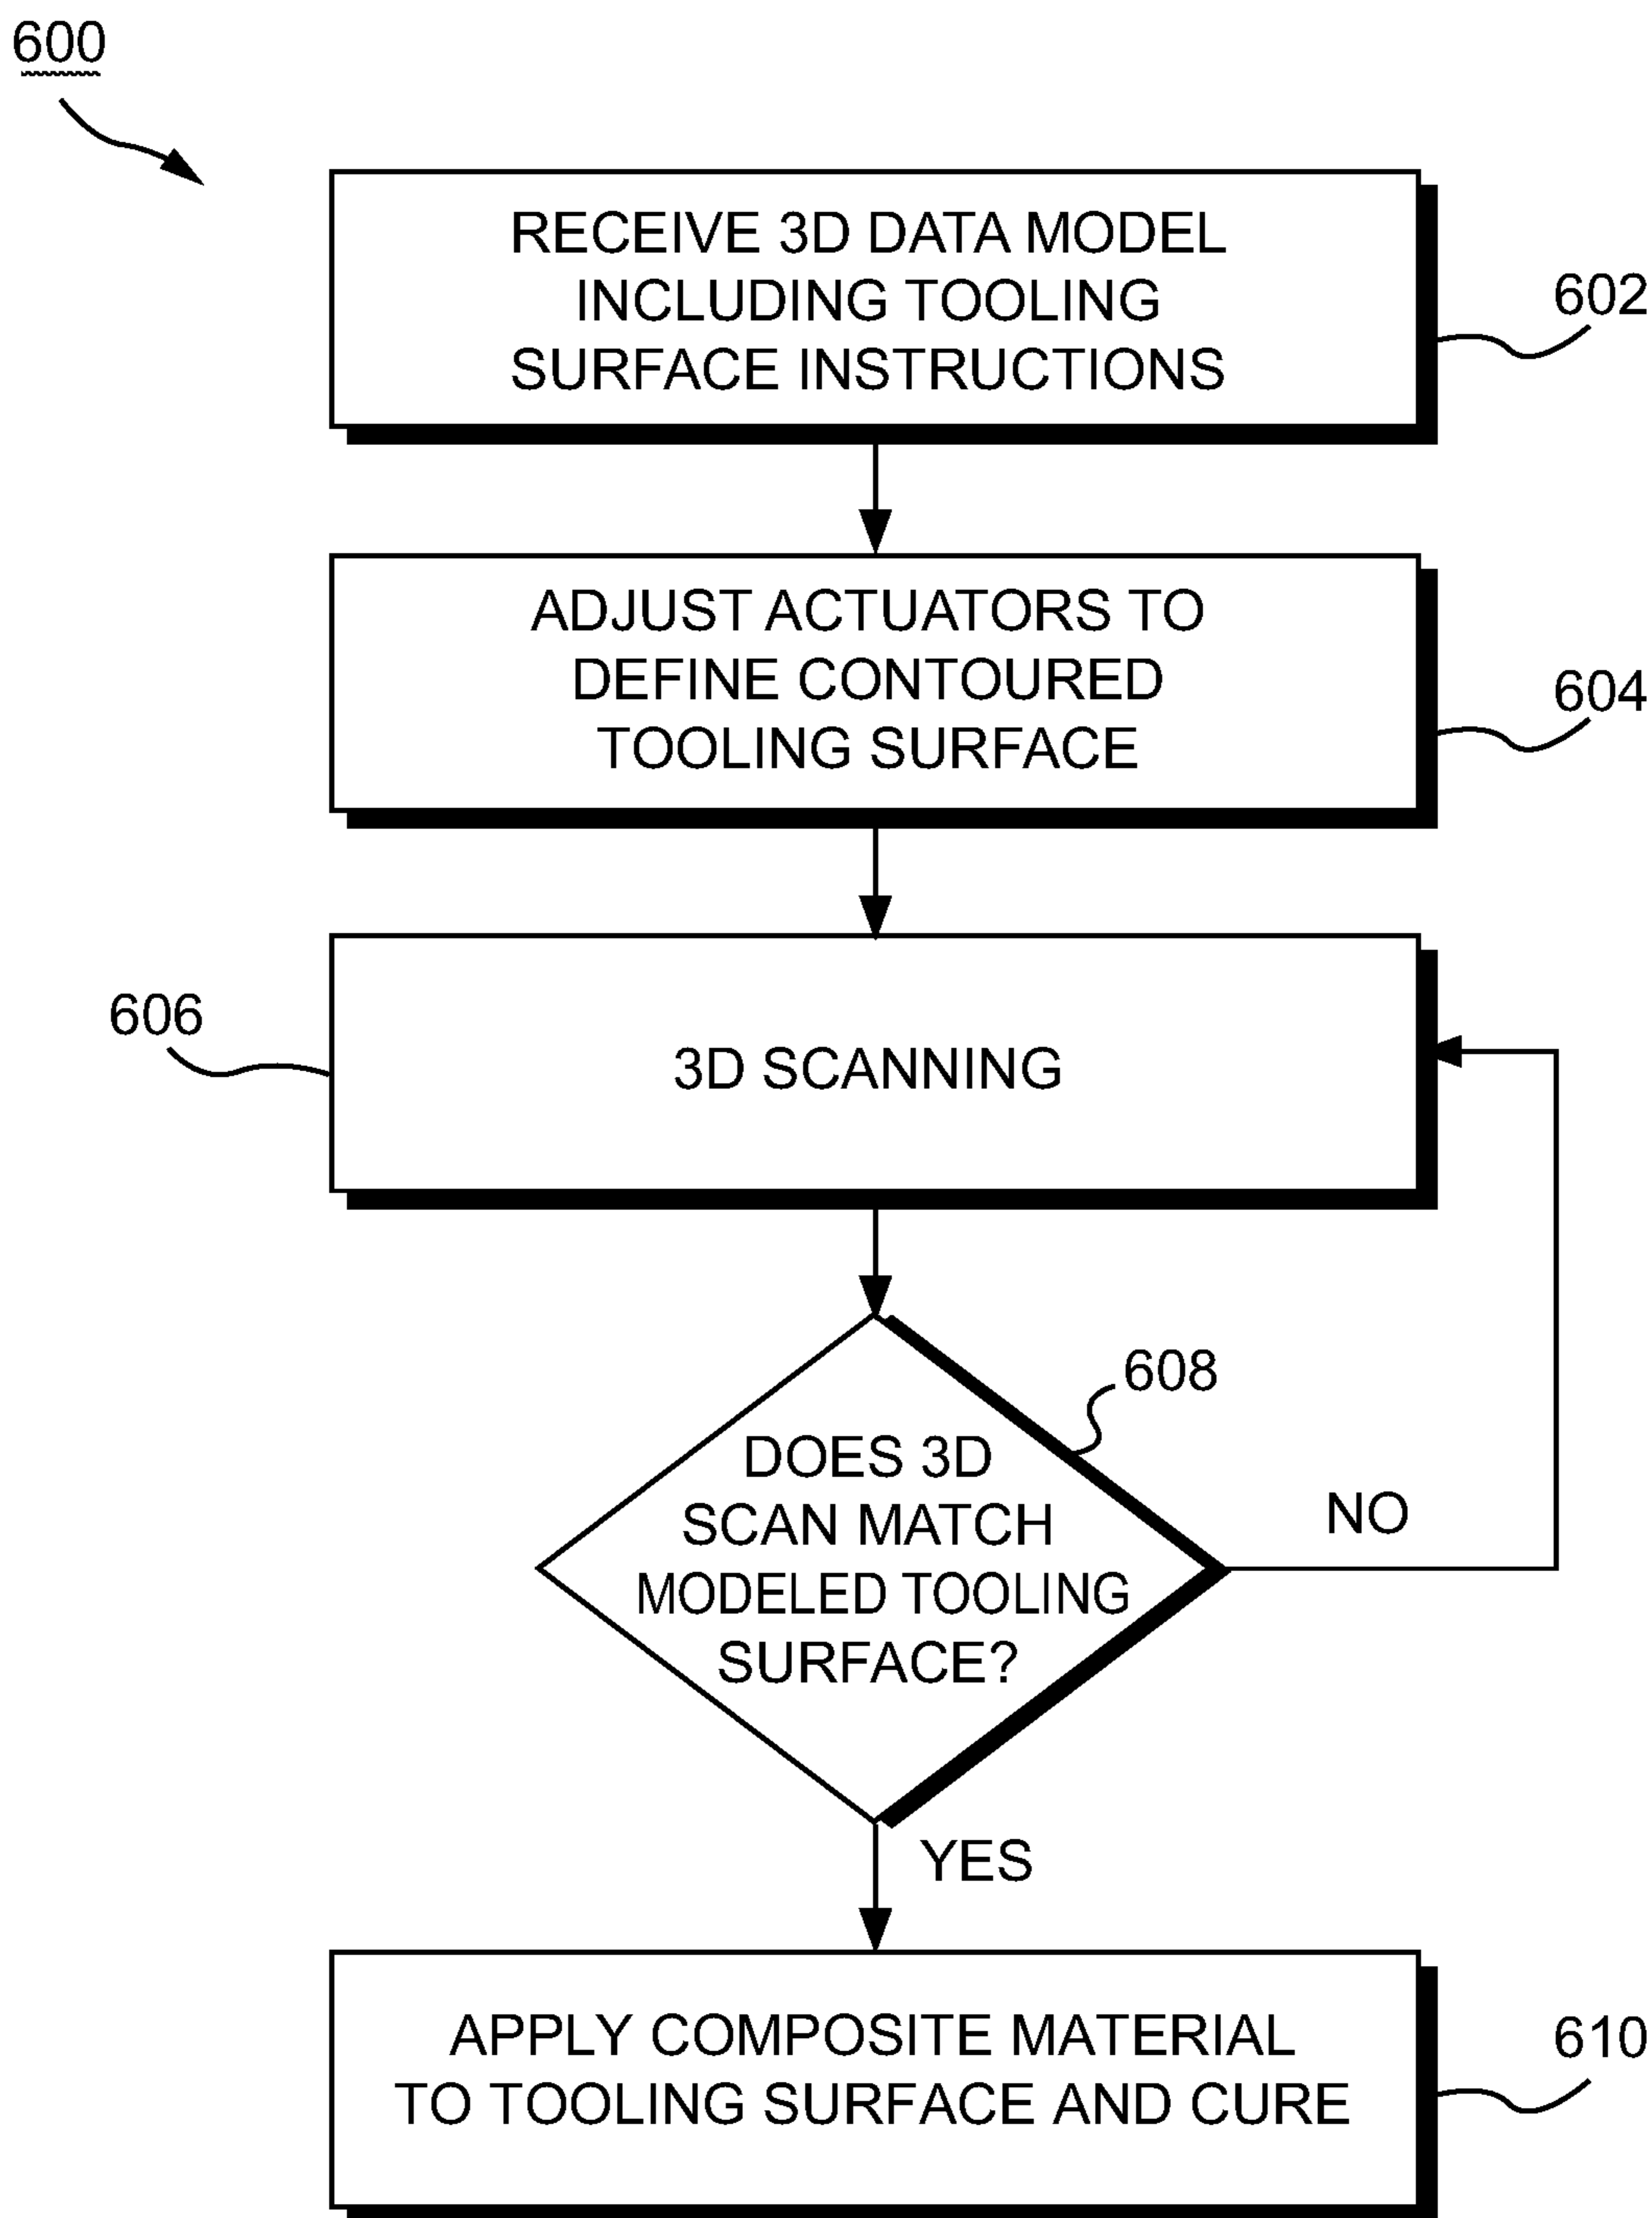 600
RECEIVE 3D DATA MODEL
INCLUDING TOOLING
SURFACE INSTRUCTIONS
602
ADJUST ACTUATORS TO
DEFINE CONTOURED
TOOLING SURFACE
604
606
3D SCANNING
608
DOES 3D
SCAN MATCH
MODELED TOOLING
SURFACE?
NO
YES
APPLY COMPOSITE MATERIAL
TO TOOLING SURFACE AND CURE
610